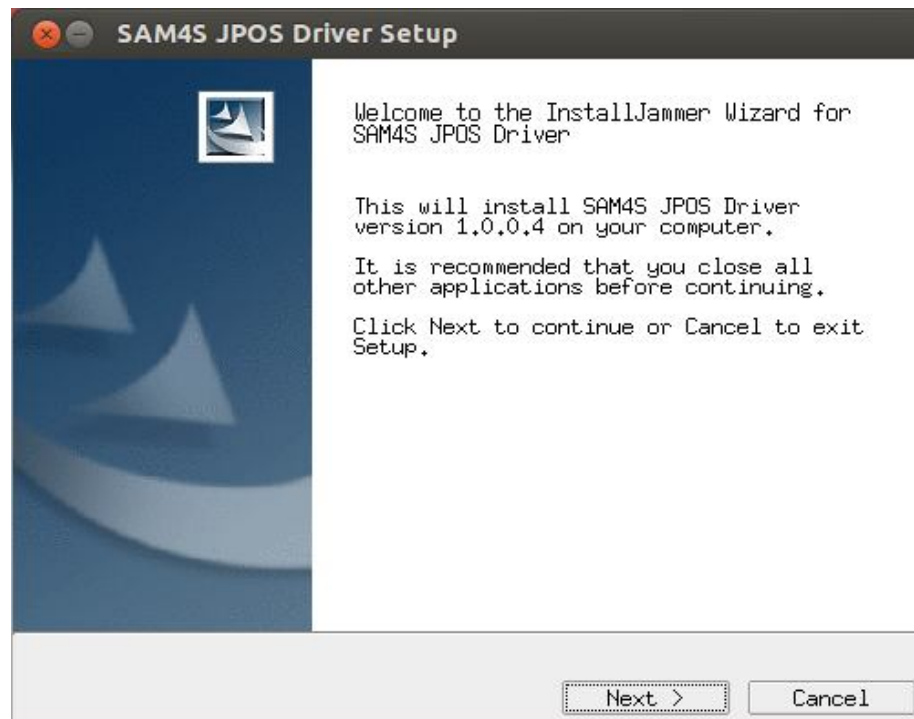 SAM4S JPOS Driver Setup
Welcome to the InstallJammer Wizard for
SAM4S JPOS Driver
This will install SAM4S JPOS Driver
version 1.0.0.4 on your computer.
It is recommended that you close all
other applications before continuing.
Click Next to continue or Cancel to exit
Setup.
Next >
Cancel